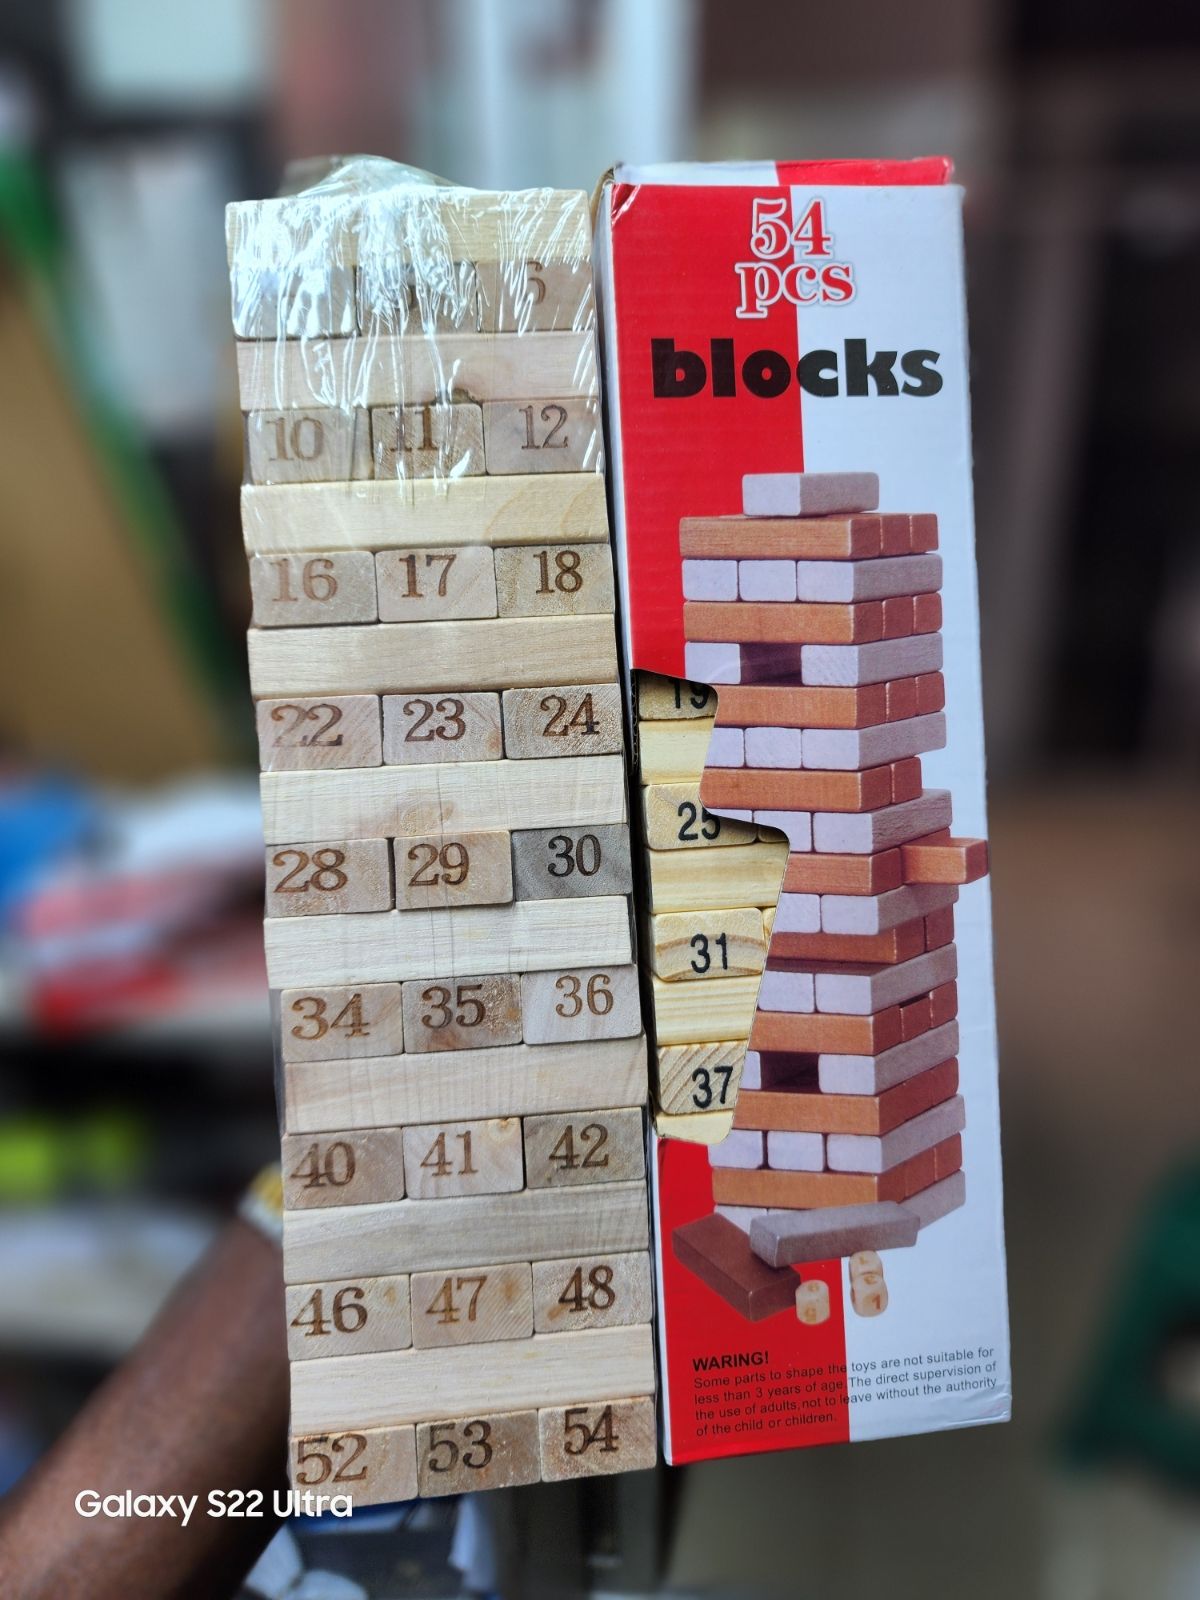 6
10 11 12
16 17 18
22 23 24
28 29 30
34 35 36
40 41 42
46 47 48
52 53 54
54
pcs
blocks
19
25
31
37
WARING!
Some parts to shape the toys are not suitable for
less than 3 years of age.The direct supervision of
the use of adults,not to leave without the authority
of the child or children.
Galaxy S22 Ultra